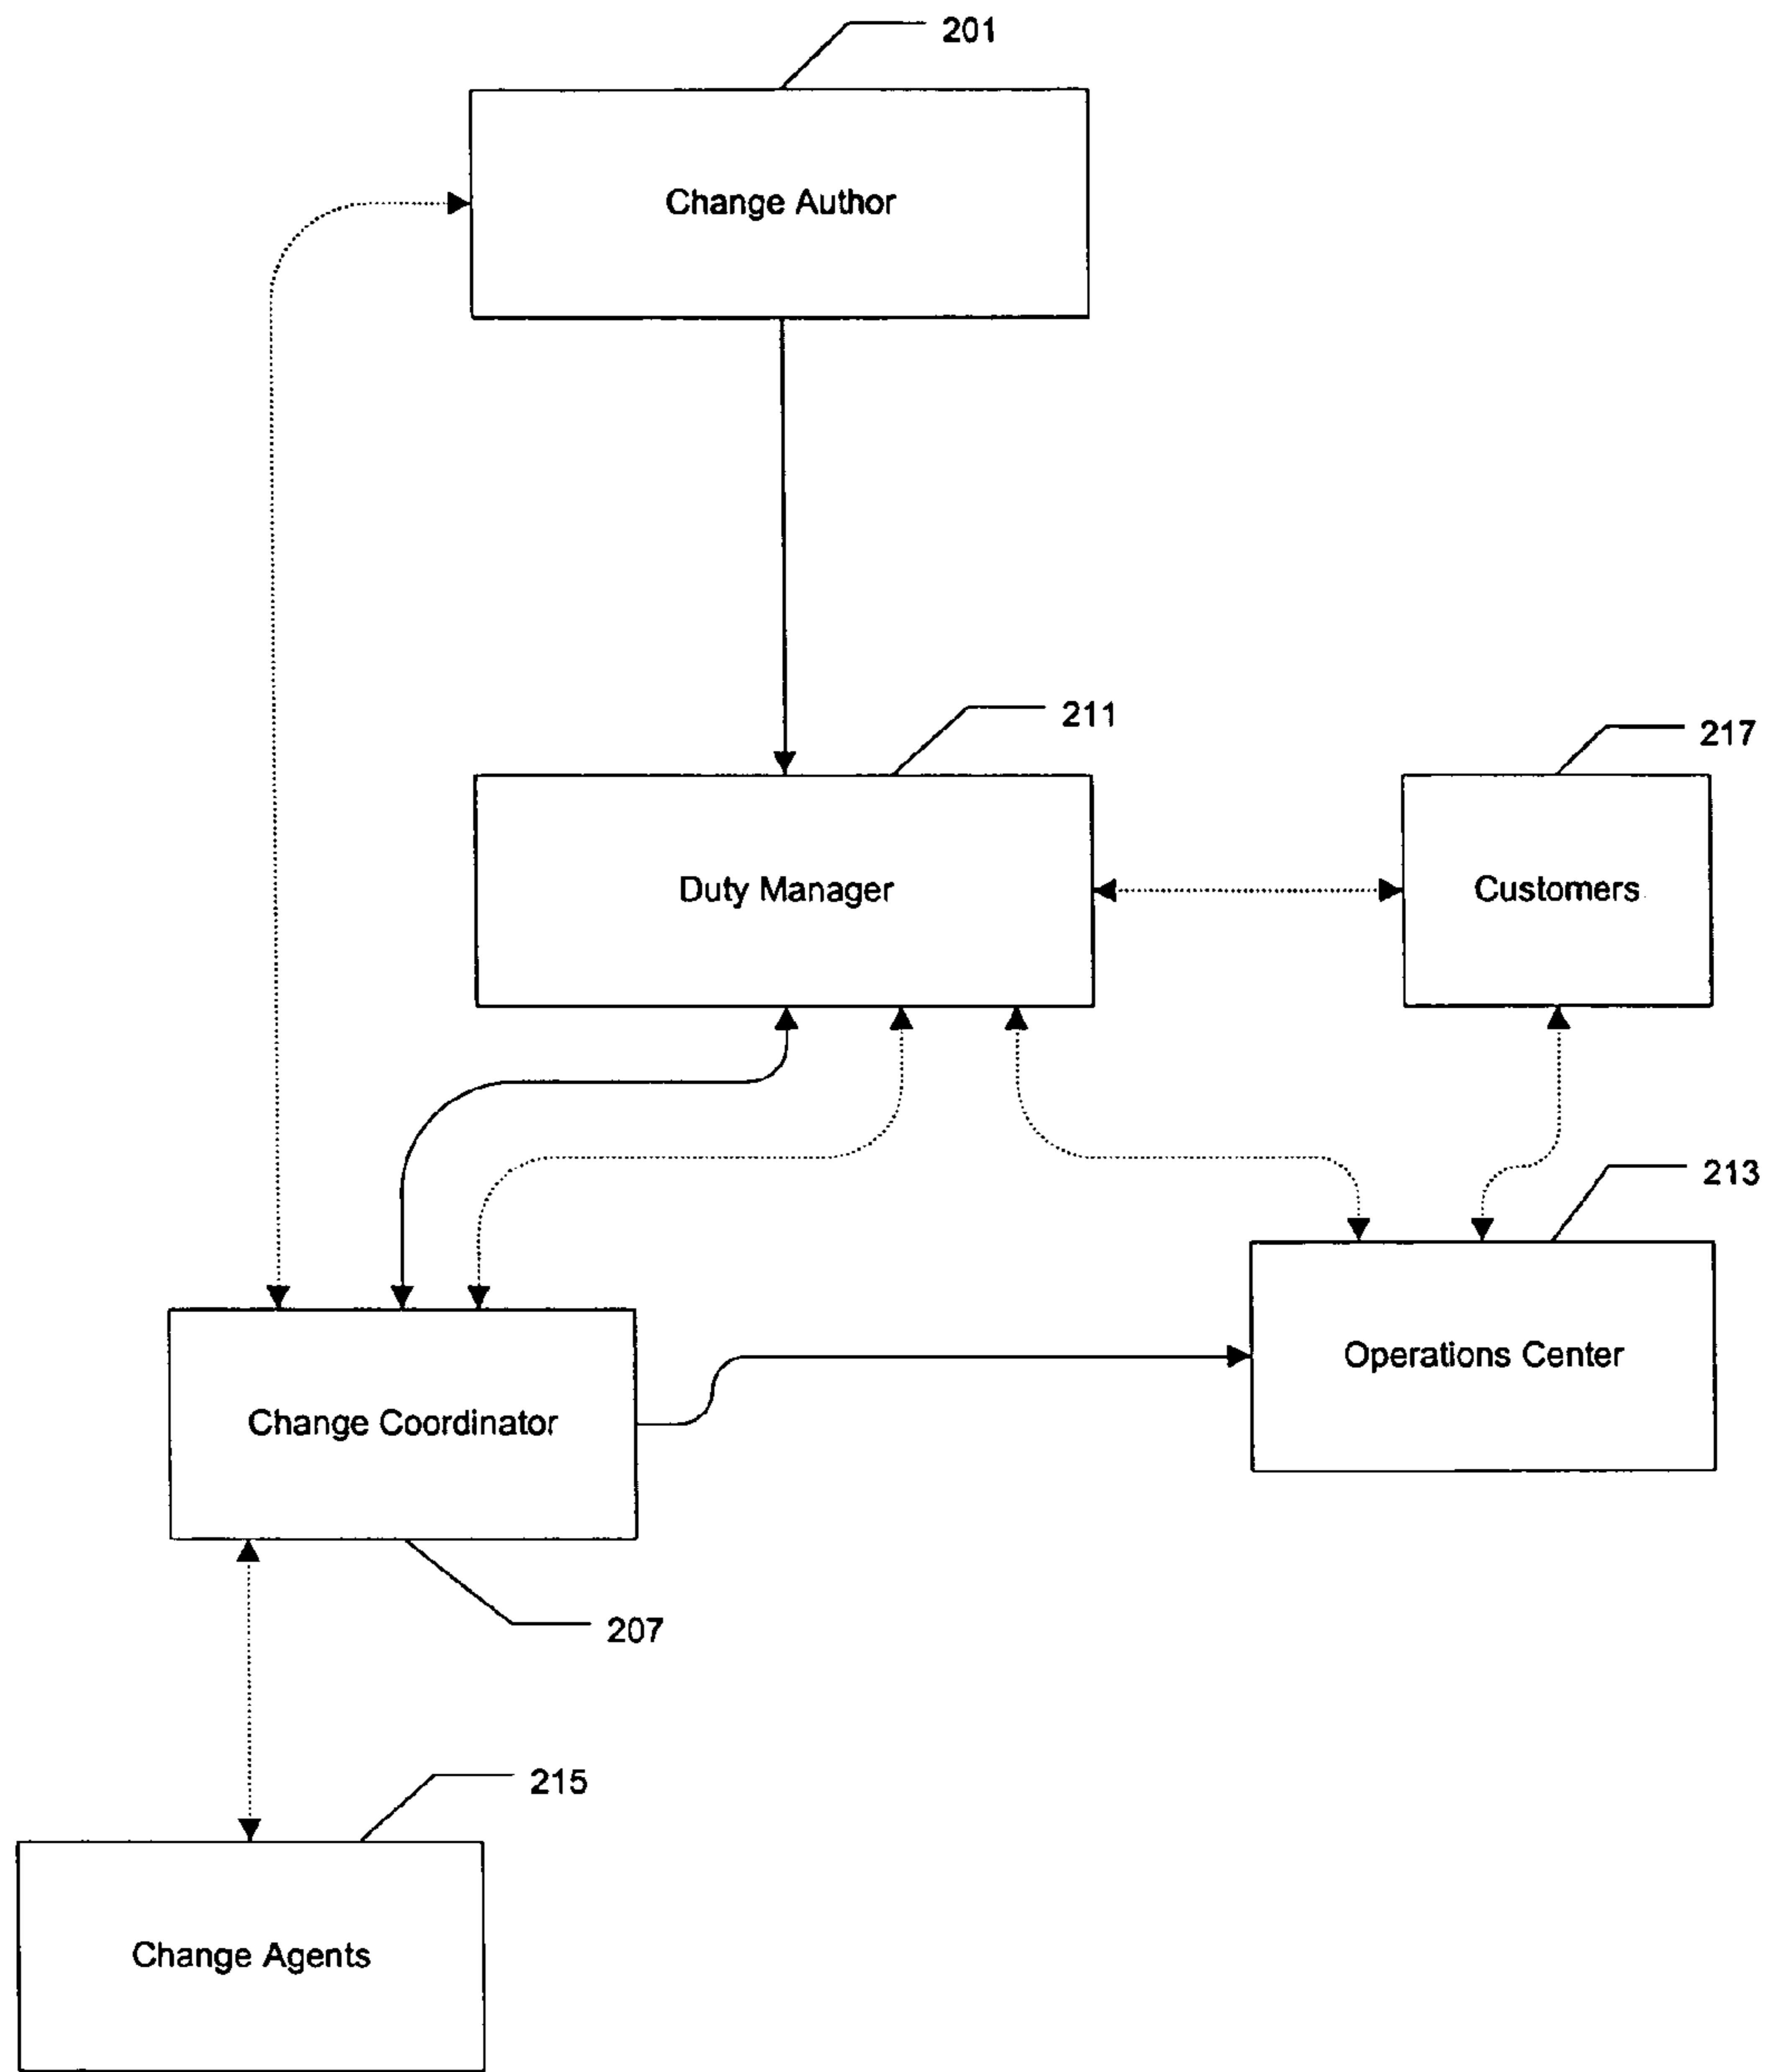 201
Change Author
211
217
Duty Manager
Customers
213
Operations Center
Change Coordinator
207
215
Change Agents